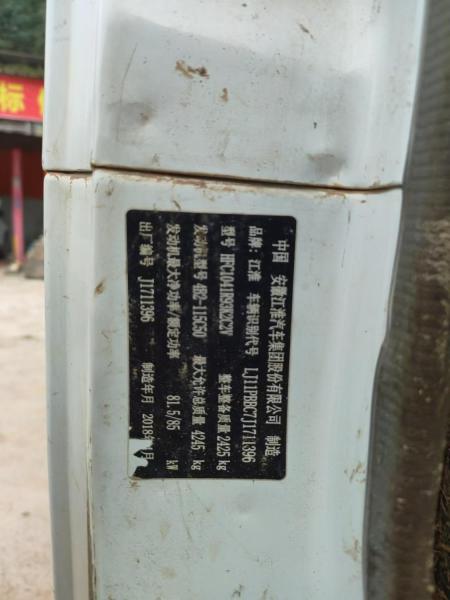 中国 安徽江淮汽车集团股份有限公司 制造
品牌：江淮 车辆识别代号 LJ11PBBC7J1711396
型号 HFC1041R93K2C2V 整车整备质量 2425 kg
发动机型号 4B2-115C50 最大允许总质量 4245 kg
发动机最大净功率/额定功率 81.5/85 kW
出厂编号 J1711396 制造年月 2018年 月
标